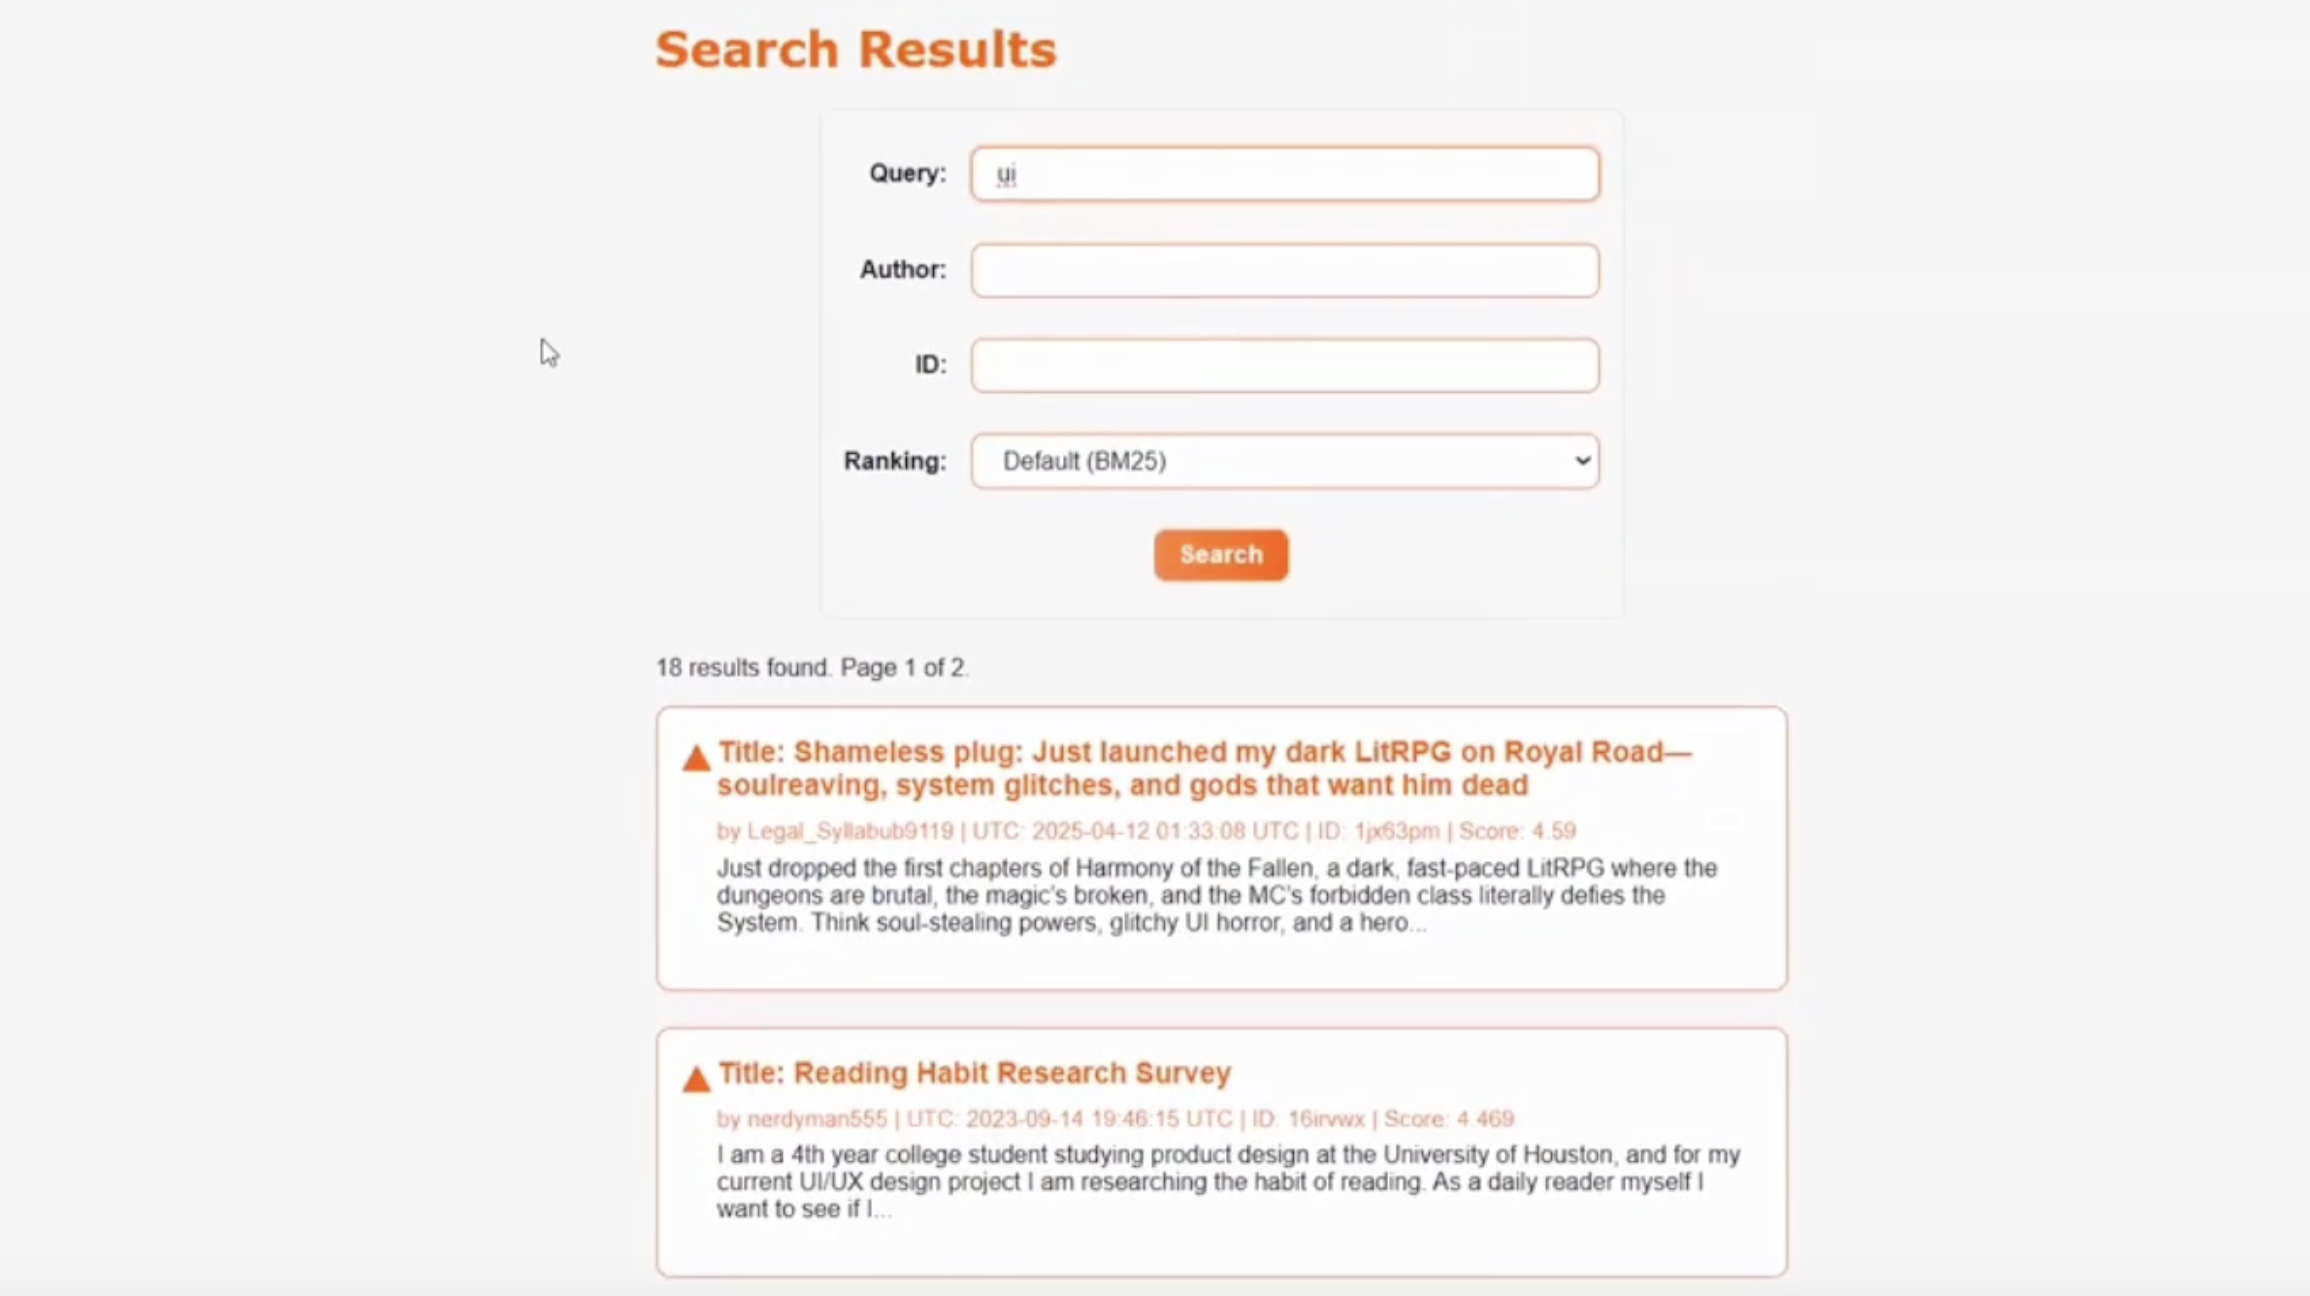 Search Results
Query: ui
Author:
ID:
Ranking: Default (BM25)
Search
18 results found. Page 1 of 2.
Title: Shameless plug: Just launched my dark LitRPG on Royal Road—
soulreaving, system glitches, and gods that want him dead
by Legal_Syllabub9119 | UTC: 2025-04-12 01:33:08 UTC | ID: 1jx63pm | Score: 4.59
Just dropped the first chapters of Harmony of the Fallen, a dark, fast-paced LitRPG where the
dungeons are brutal, the magic's broken, and the MC's forbidden class literally defies the
System. Think soul-stealing powers, glitchy UI horror, and a hero...
Title: Reading Habit Research Survey
by nerdyman555 | UTC: 2023-09-14 19:46:15 UTC | ID: 16irvwx | Score: 4.469
I am a 4th year college student studying product design at the University of Houston, and for my
current UI/UX design project I am researching the habit of reading. As a daily reader myself I
want to see if I...